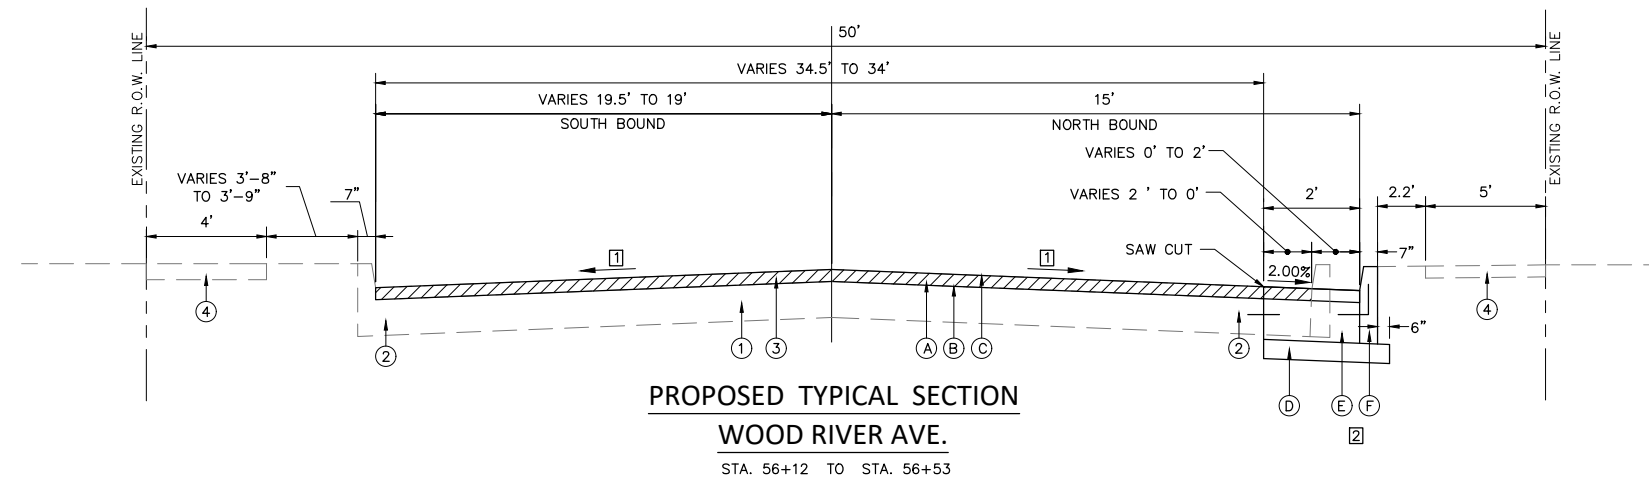 50'
VARIES 34.5' TO 34'
VARIES 19.5' TO 19'
SOUTH BOUND
15'
NORTH BOUND
EXISTING R.O.W. LINE
EXISTING R.O.W. LINE
VARIES 0' TO 2'
VARIES 3'-8"
TO 3'-9"
7"
4'
VARIES 2 ' TO 0'
2'
2.2'
5'
SAW CUT
7"
1
1
2.00%
4
4
6"
2
1
3
A
B
C
2
D
E
F
2
PROPOSED TYPICAL SECTION
WOOD RIVER AVE.
STA. 56+12 TO STA. 56+53